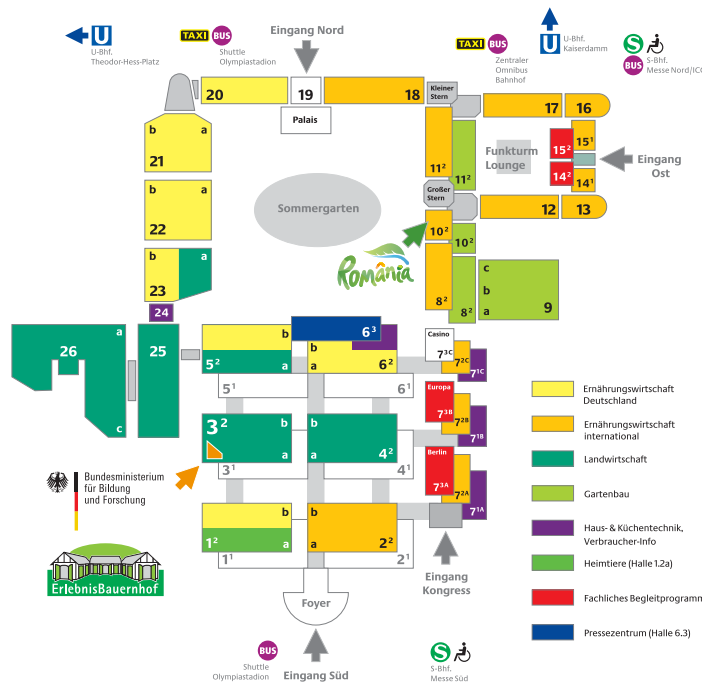 U
U-Bhf.
Theodor-Hess-Platz
TAXI BUS
Shuttle
Olympiastadion
Eingang Nord
TAXI BUS
Zentraler
Omnibus
Bahnhof
U
U-Bhf.
Kaiserdamm
S
BUS
S-Bhf.
Messe Nord/ICC
20
19
18
Kleiner
Stern
17
16
Palais
b a
21
11²
11²
Funkturm
Lounge
15²
15¹
14²
14¹
Eingang
Ost
b a
22
Sommergarten
Großer
Stern
12
13
10²
10²
România
b a
23
8²
8²
c
b
a
9
24
a
26
c
25
b
5²
a
5¹
6³
b
b
a
6²
a
6¹
Casino
7³C
7²C
7¹C
Europa
7³B
7²B
7¹B
Berlin
7³A
7²A
7¹A
3²
b
a
3¹
b
a
4²
4¹
b
1²
a
1¹
b
a
2²
2¹
Bundesministerium
für Bildung
und Forschung
ErlebnisBauernhof
Foyer
Eingang
Kongress
BUS
Shuttle
Olympiastadion
Eingang Süd
S
S-Bhf.
Messe Süd
Ernährungswirtschaft
Deutschland
Ernährungswirtschaft
international
Landwirtschaft
Gartenbau
Haus- & Küchentechnik,
Verbraucher-Info
Heimtiere (Halle 1.2a)
Fachliches Begleitprogramm
Pressezentrum (Halle 6.3)